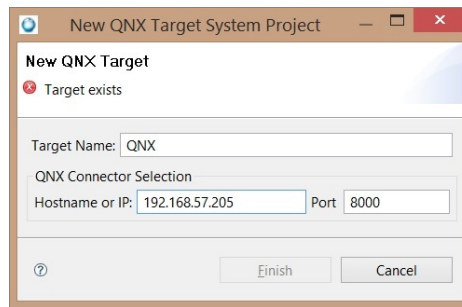 New QNX Target System Project
New QNX Target
Target exists
Target Name: QNX
QNX Connector Selection
Hostname or IP: 192.168.57.205 Port 8000
Finish Cancel